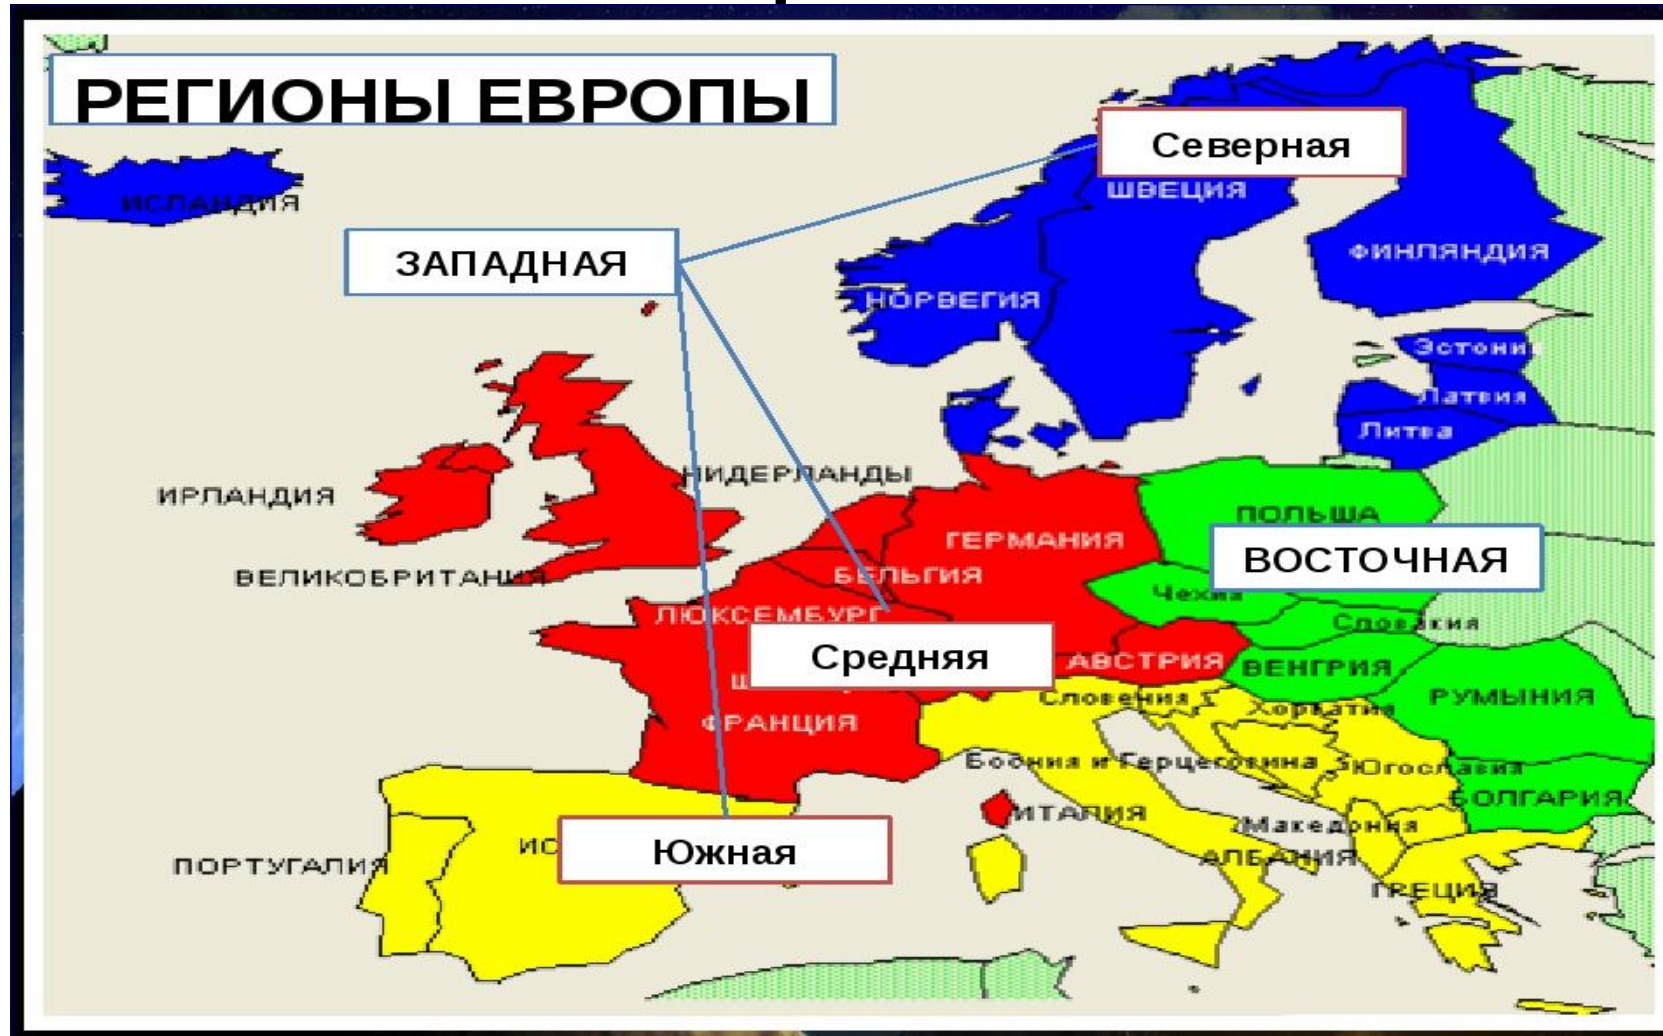 РЕГИОНЫ ЕВРОПЫ
Северная
ШВЕЦИЯ
ИСЛАНДИЯ
ЗАПАДНАЯ
ФИНЛЯНДИЯ
НОРВЕГИЯ
Эстония
Латвия
Литва
НИДЕРЛАНДЫ
ИРЛАНДИЯ
ПОЛЬША
ГЕРМАНИЯ
ВОСТОЧНАЯ
ВЕЛИКОБРИТАНИЯ
БЕЛЬГИЯ
Чехия
ЛЮКСЕМБУРГ
Словакия
Средняя
АВСТРИЯ
ВЕНГРИЯ
Словения
РУМЫНИЯ
Хорватия
ФРАНЦИЯ
Босния и Герцеговина
Югославия
БОЛГАРИЯ
ИТАЛИЯ
Македония
Южная
АЛБАНИЯ
ПОРТУГАЛИЯ
ГРЕЦИЯ